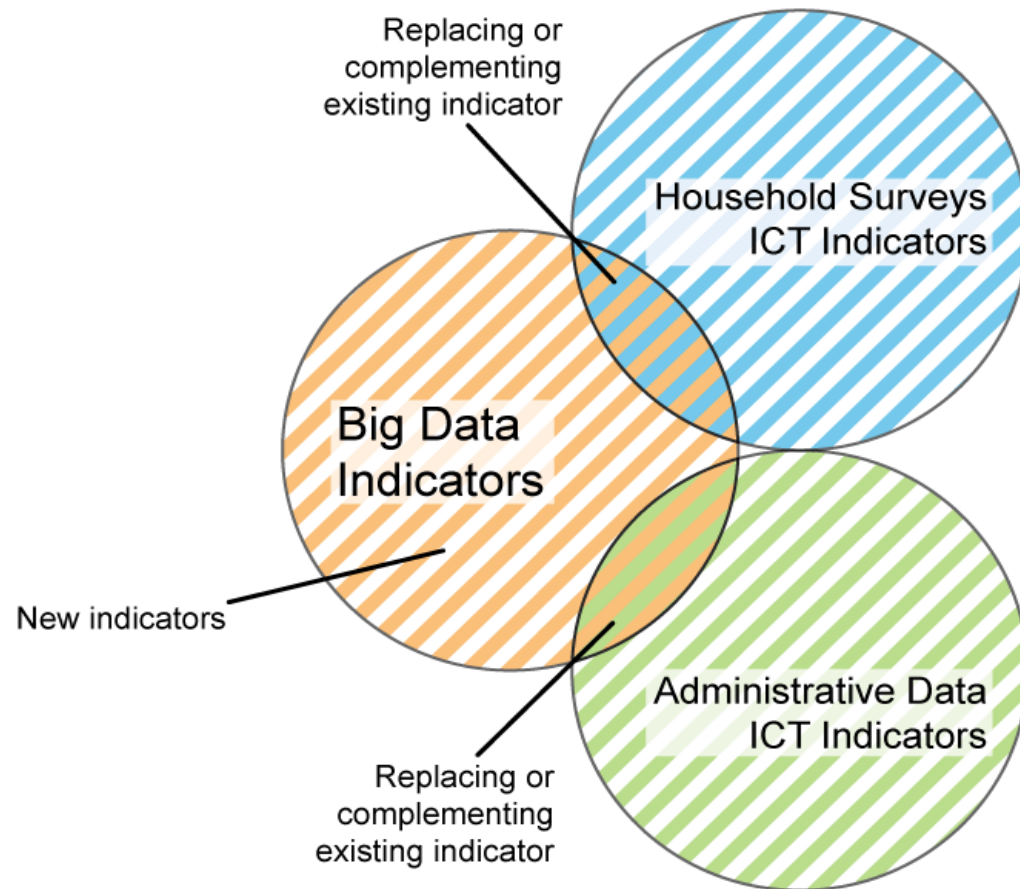 Replacing or
complementing
existing indicator
Household Surveys
ICT Indicators
Big Data
Indicators
New indicators
Administrative Data
ICT Indicators
Replacing or
complementing
existing indicator